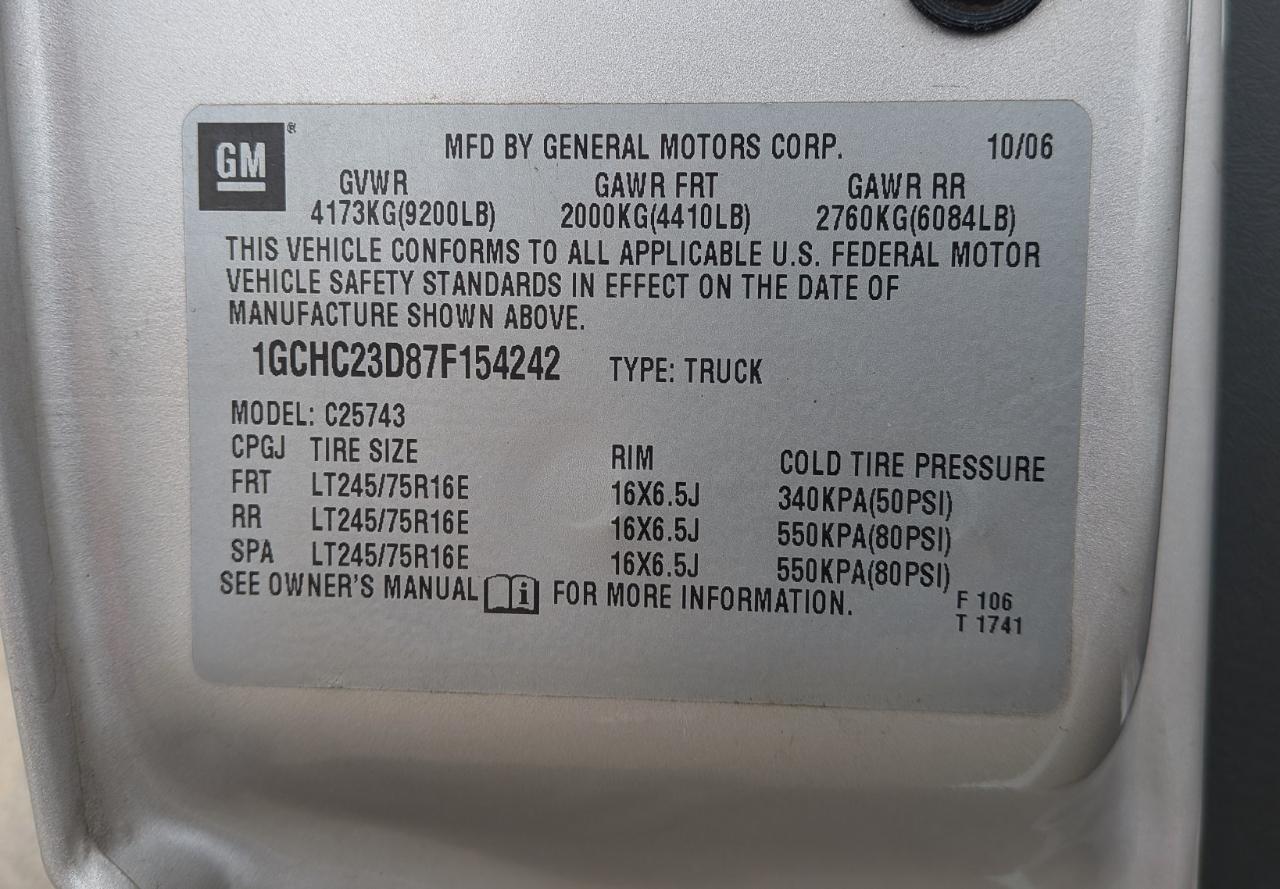 GM ® MFD BY GENERAL MOTORS CORP. 10/06
GVWR GAWR FRT GAWR RR
4173KG(9200LB) 2000KG(4410LB) 2760KG(6084LB)
THIS VEHICLE CONFORMS TO ALL APPLICABLE U.S. FEDERAL MOTOR
VEHICLE SAFETY STANDARDS IN EFFECT ON THE DATE OF
MANUFACTURE SHOWN ABOVE.
1GCHC23D87F154242 TYPE: TRUCK
MODEL: C25743
CPGJ TIRE SIZE RIM COLD TIRE PRESSURE
FRT LT245/75R16E 16X6.5J 340KPA(50PSI)
RR LT245/75R16E 16X6.5J 550KPA(80PSI)
SPA LT245/75R16E 16X6.5J 550KPA(80PSI)
SEE OWNER'S MANUAL i FOR MORE INFORMATION. F 106
T 1741